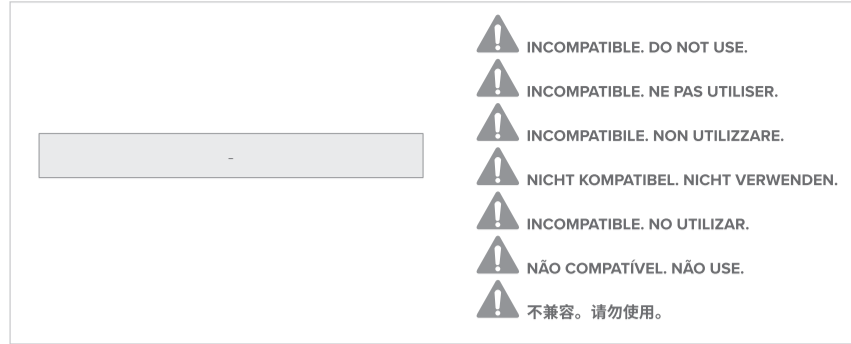 -
INCOMPATIBLE. DO NOT USE.
INCOMPATIBLE. NE PAS UTILISER.
INCOMPATIBILE. NON UTILIZZARE.
NICHT KOMPATIBEL. NICHT VERWENDEN.
INCOMPATIBLE. NO UTILIZAR.
NÃO COMPATÍVEL. NÃO USE.
不兼容。请勿使用。